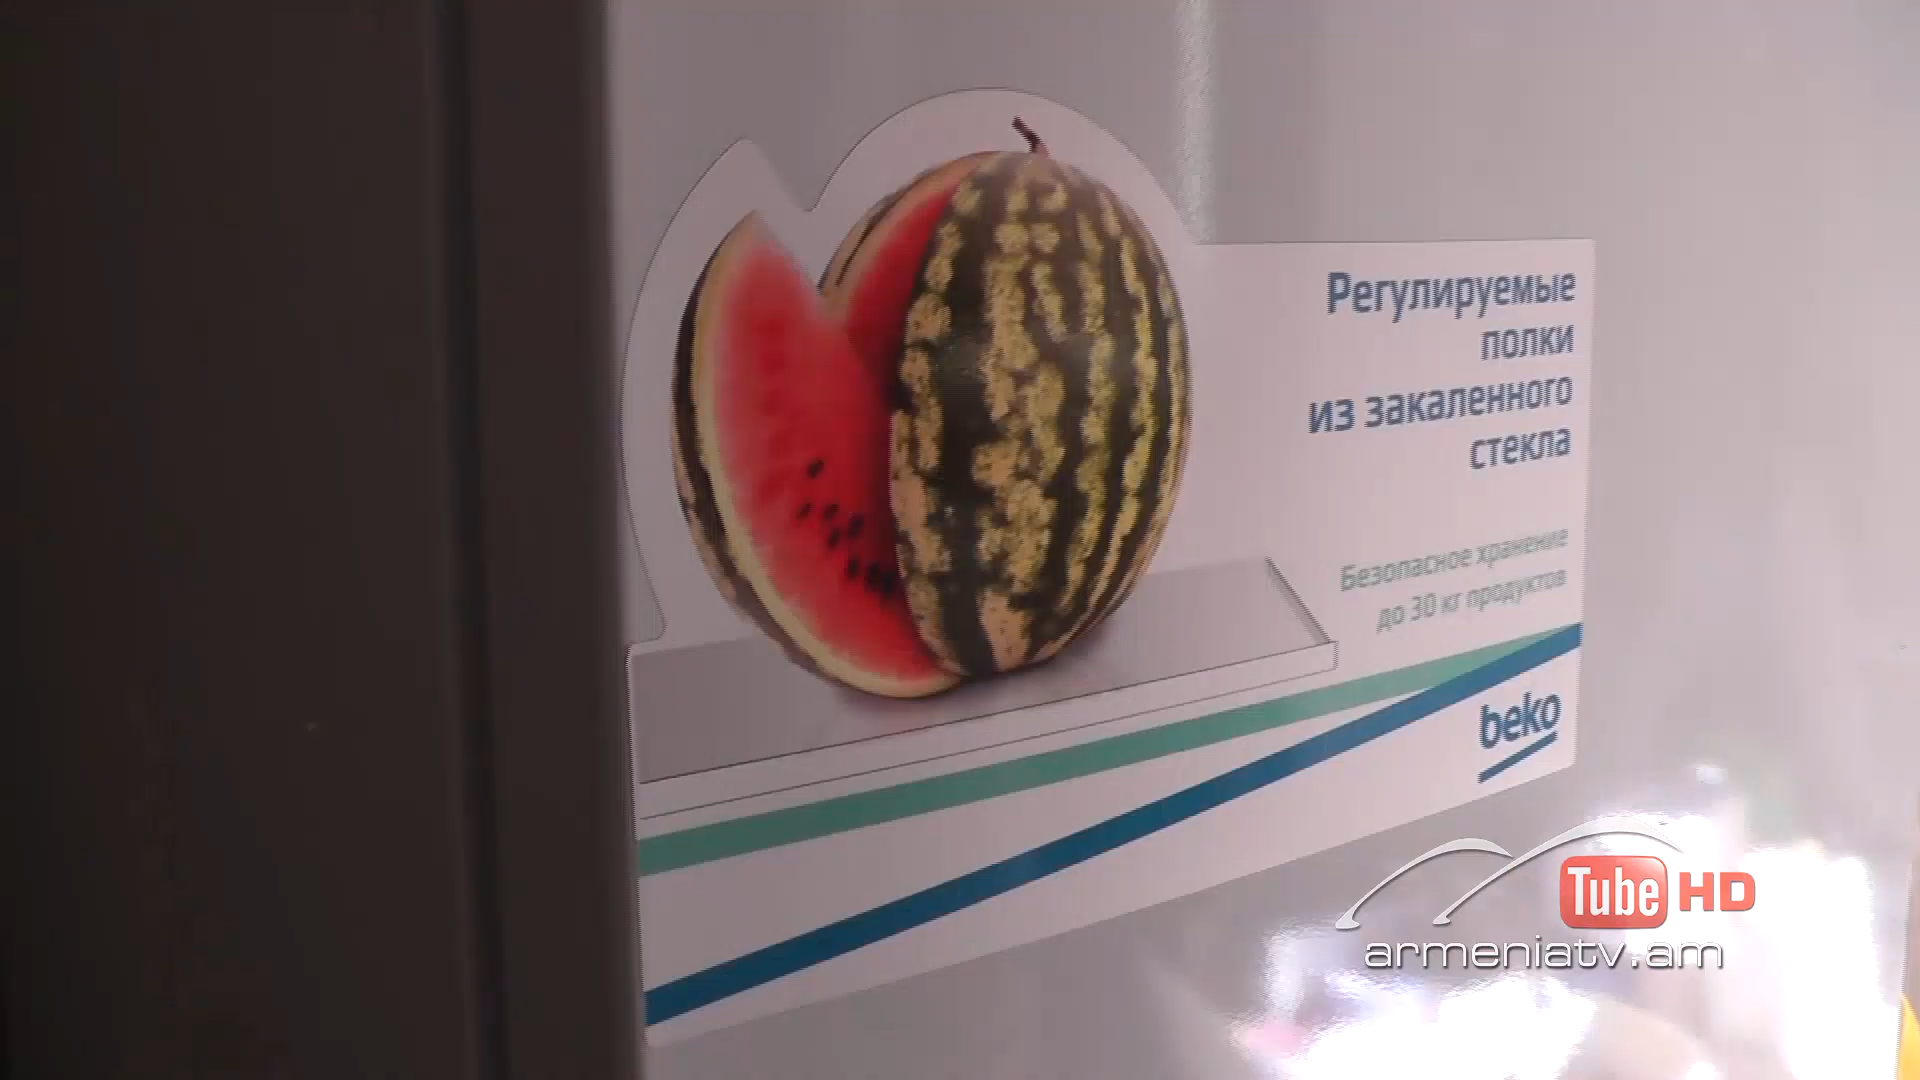 Регулируемые
полки
из закаленного
стекла
Безопасное хранение
до 30 кг продуктов
beko
Tube HD
armeniatv.am